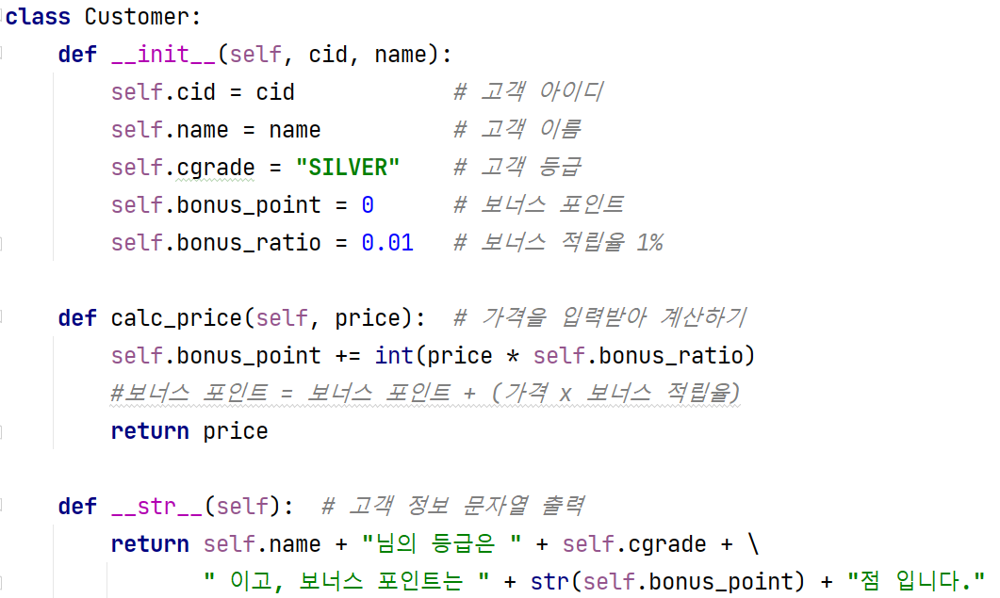 class Customer:
    def __init__(self, cid, name):
        self.cid = cid            # 고객 아이디
        self.name = name          # 고객 이름
        self.cgrade = "SILVER"    # 고객 등급
        self.bonus_point = 0      # 보너스 포인트
        self.bonus_ratio = 0.01   # 보너스 적립율 1%

    def calc_price(self, price):  # 가격을 입력받아 계산하기
        self.bonus_point += int(price * self.bonus_ratio)
        #보너스 포인트 = 보너스 포인트 + (가격 x 보너스 적립율)
        return price

    def __str__(self):  # 고객 정보 문자열 출력
        return self.name + "님의 등급은 " + self.cgrade + \
               " 이고, 보너스 포인트는 " + str(self.bonus_point) + "점 입니다."